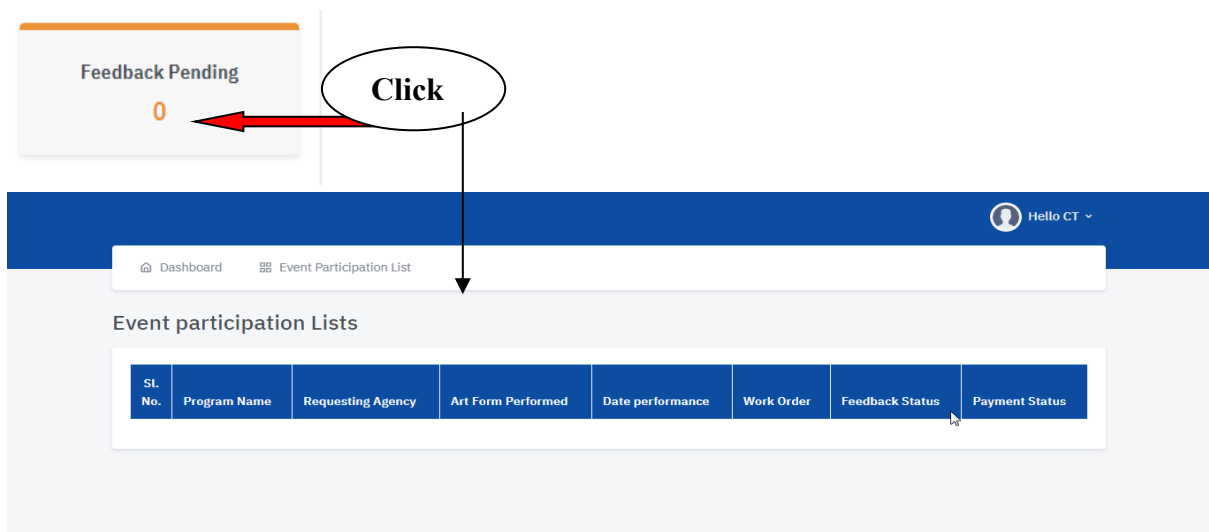 Feedback Pending
0
Click
Hello CT
Dashboard Event Participation List
Event participation Lists
Sl. No. Program Name Requesting Agency Art Form Performed Date performance Work Order Feedback Status Payment Status